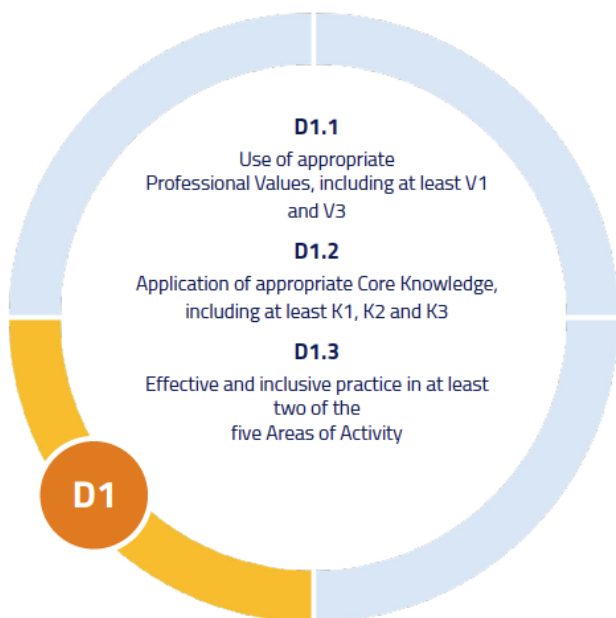 D1.1
Use of appropriate
Professional Values, including at least V1
and V3
D1.2
Application of appropriate Core Knowledge,
including at least K1, K2 and K3
D1.3
Effective and inclusive practice in at least
two of the
five Areas of Activity
D1